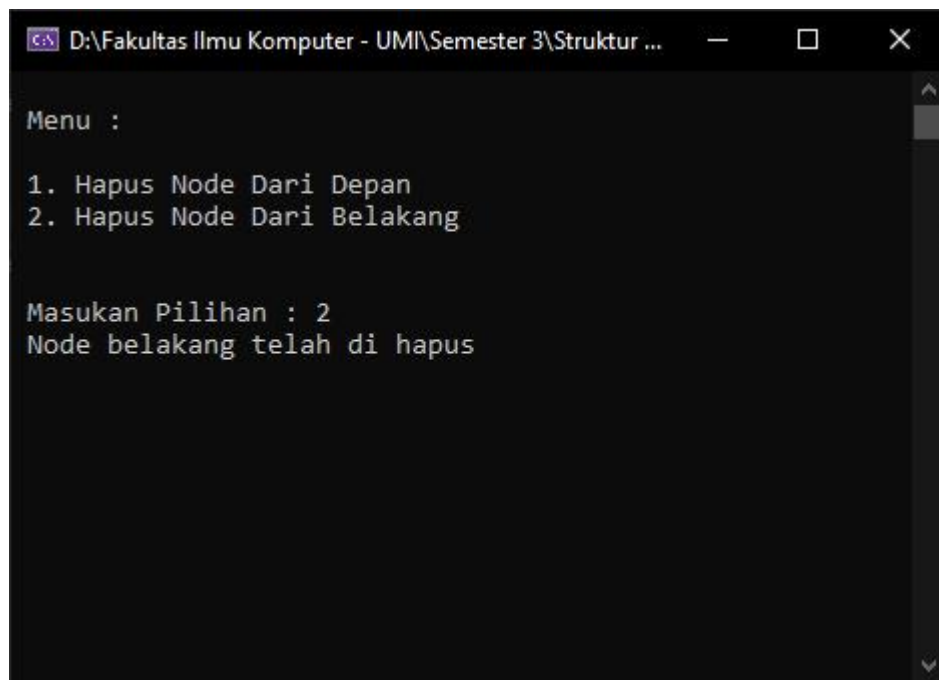 D:\Fakultas Ilmu Komputer - UMI\Semester 3\Struktur ...
Menu :
1. Hapus Node Dari Depan
2. Hapus Node Dari Belakang
Masukan Pilihan : 2
Node belakang telah di hapus